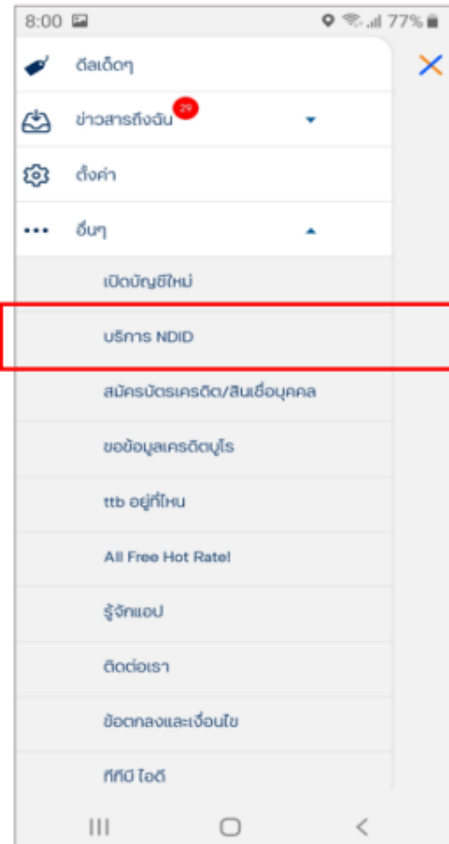 8:00 77%
ดีลเด็ดๆ
ข่าวสารถึงฉัน 29
ตั้งค่า
อื่นๆ
เปิดบัญชีใหม่
บริการ NDID
สมัครบัตรเครดิต/สินเชื่อบุคคล
ขอข้อมูลเครดิตบูโร
ttb อยู่ที่ไหน
All Free Hot Rate!
รู้จักแอป
ติดต่อเรา
ข้อตกลงและเงื่อนไข
ทีทีบี ไอดี